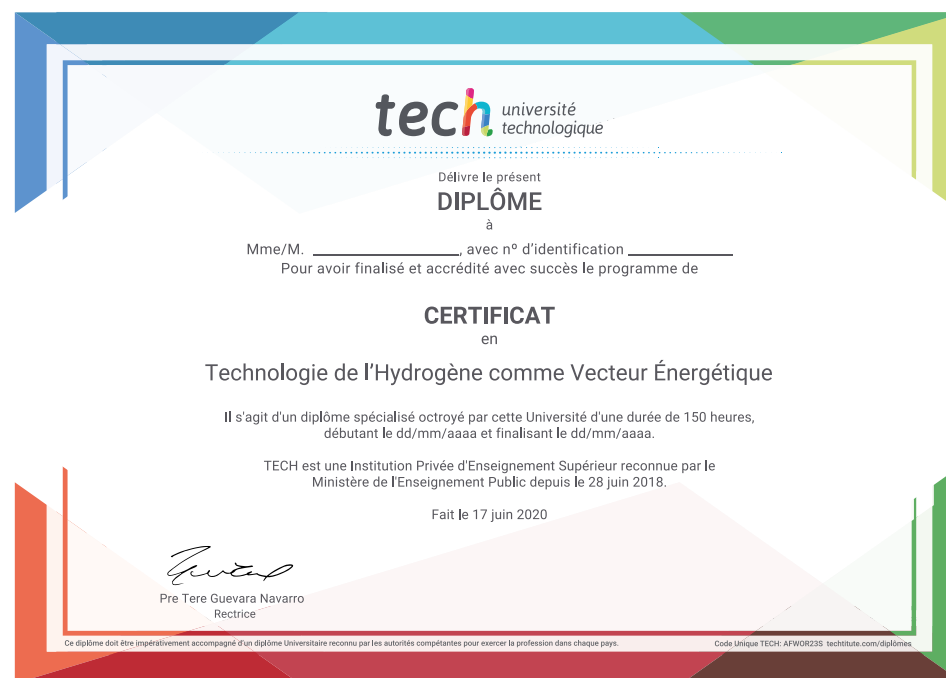 tech université
technologique
Délivre le présent
DIPLÔME
à
Mme/M. ____________________, avec nº d'identification ______________
Pour avoir finalisé et accrédité avec succès le programme de
CERTIFICAT
en
Technologie de l'Hydrogène comme Vecteur Énergétique
Il s'agit d'un diplôme spécialisé octroyé par cette Université d'une durée de 150 heures,
débutant le dd/mm/aaaa et finalisant le dd/mm/aaaa.
TECH est une Institution Privée d'Enseignement Supérieur reconnue par le
Ministère de l'Enseignement Public depuis le 28 juin 2018.
Fait le 17 juin 2020
Pre Tere Guevara Navarro
Rectrice
Ce diplôme doit être impérativement accompagné d'un diplôme Universitaire reconnu par les autorités compétantes pour exercer la profession dans chaque pays.
Code Unique TECH: AFWOR23S techtitute.com/diplômes